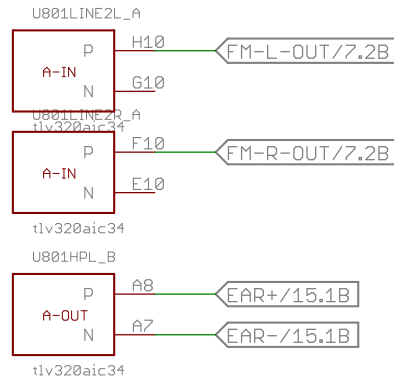 U801LINE2L_A
P H10 FM-L-OUT/7.2B
A-IN
N G10
U801LINE2R_A
tlv320aic34
P F10 FM-R-OUT/7.2B
A-IN
N E10
tlv320aic34
U801HPL_B
P A8 EAR+/15.1B
A-OUT
N A7 EAR-/15.1B
tlv320aic34